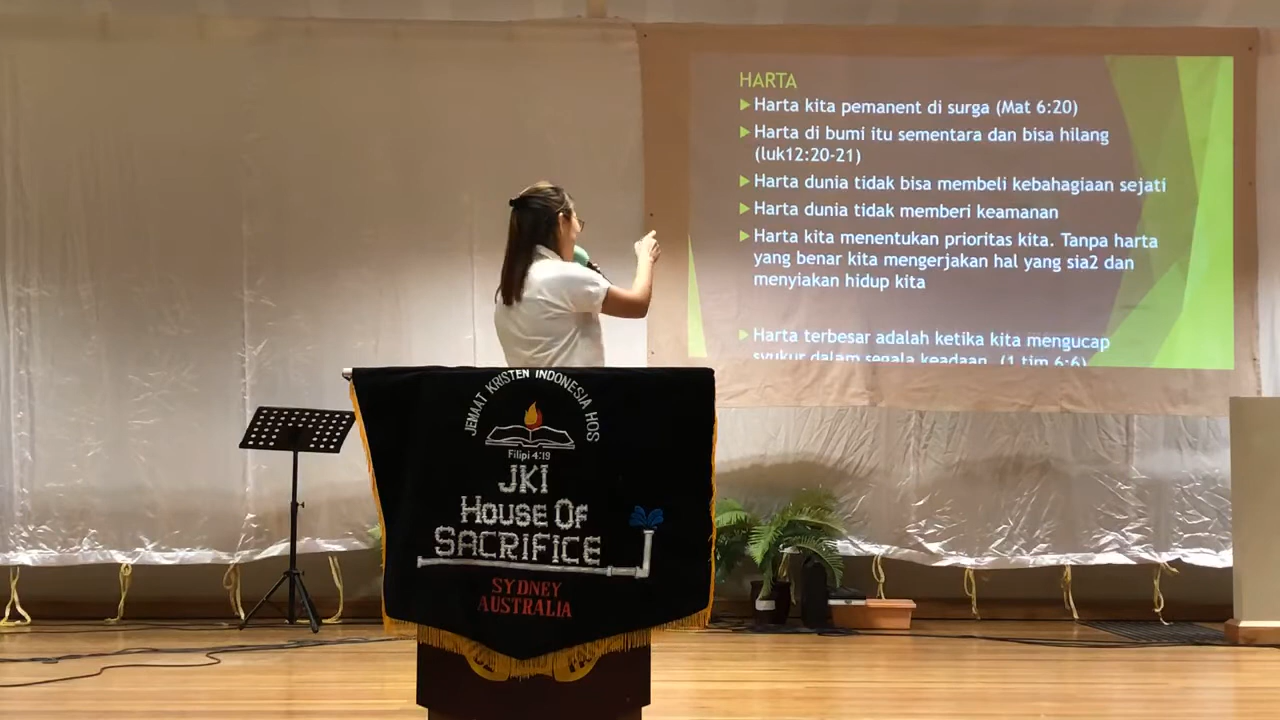 HARTA
Harta kita pemanent di surga (Mat 6:20)
Harta di bumi itu sementara dan bisa hilang
(luk12:20-21)
Harta dunia tidak bisa membeli kebahagiaan sejati
Harta dunia tidak memberi keamanan
Harta kita menentukan prioritas kita. Tanpa harta
yang benar kita mengerjakan hal yang sia2 dan
menyiakan hidup kita
Harta terbesar adalah ketika kita mengucap
syukur dalam segala keadaan. (1 tim 6:6)
JEMAAT KRISTEN INDONESIA HOS
Filipi 4:19
JKI
HOUSE OF
SACRIFICE
SYDNEY
AUSTRALIA